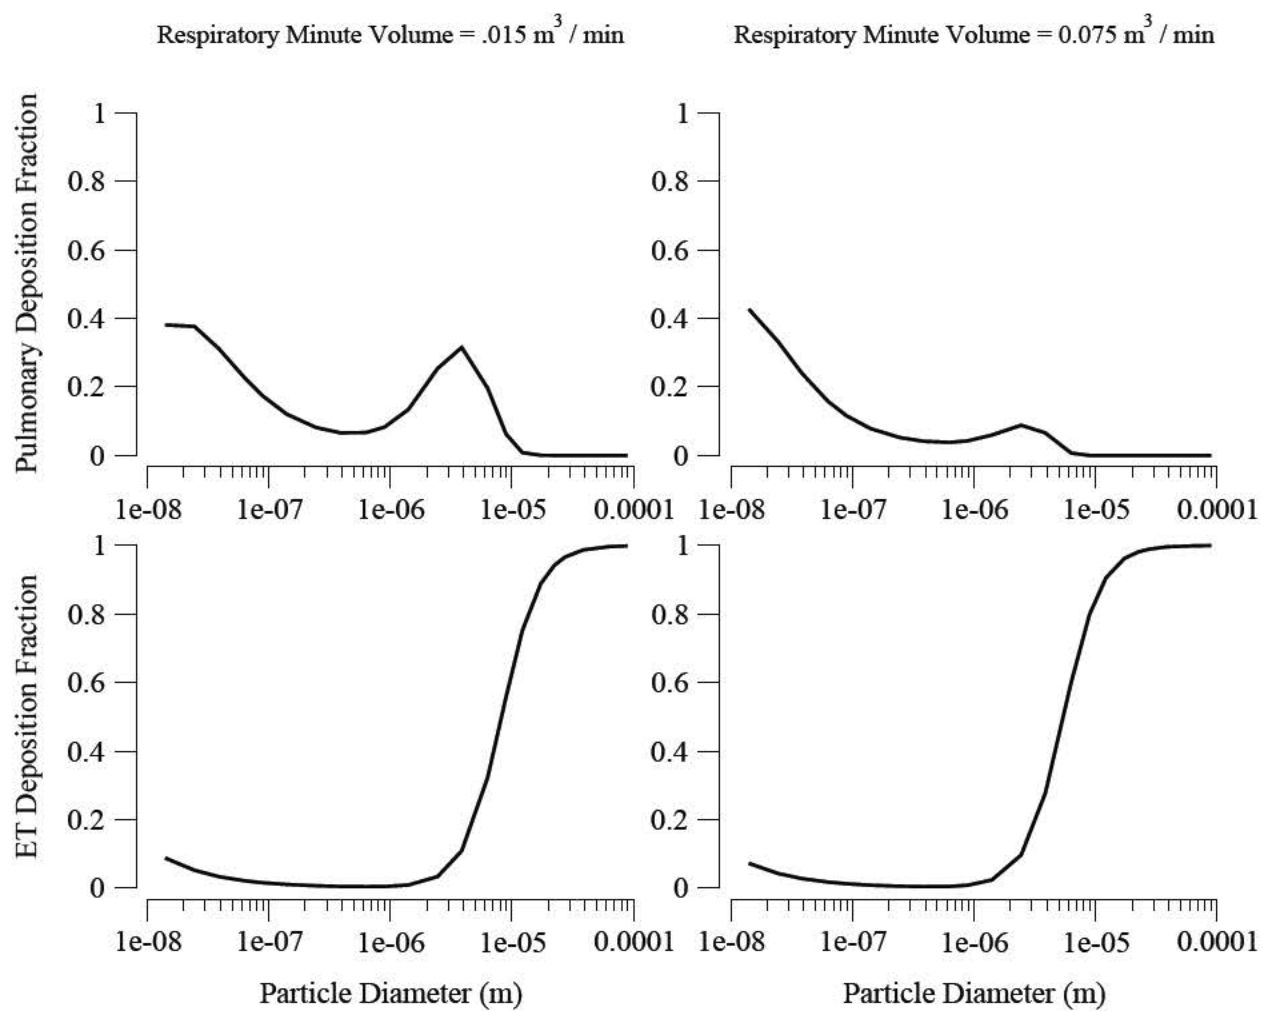 Respiratory Minute Volume = .015 m³ / min
Respiratory Minute Volume = 0.075 m³ / min
Pulmonary Deposition Fraction
1
0.8
0.6
0.4
0.2
0
1e-08 1e-07 1e-06 1e-05 0.0001
1
0.8
0.6
0.4
0.2
0
1e-08 1e-07 1e-06 1e-05 0.0001
ET Deposition Fraction
1
0.8
0.6
0.4
0.2
0
1e-08 1e-07 1e-06 1e-05 0.0001
Particle Diameter (m)
1
0.8
0.6
0.4
0.2
0
1e-08 1e-07 1e-06 1e-05 0.0001
Particle Diameter (m)